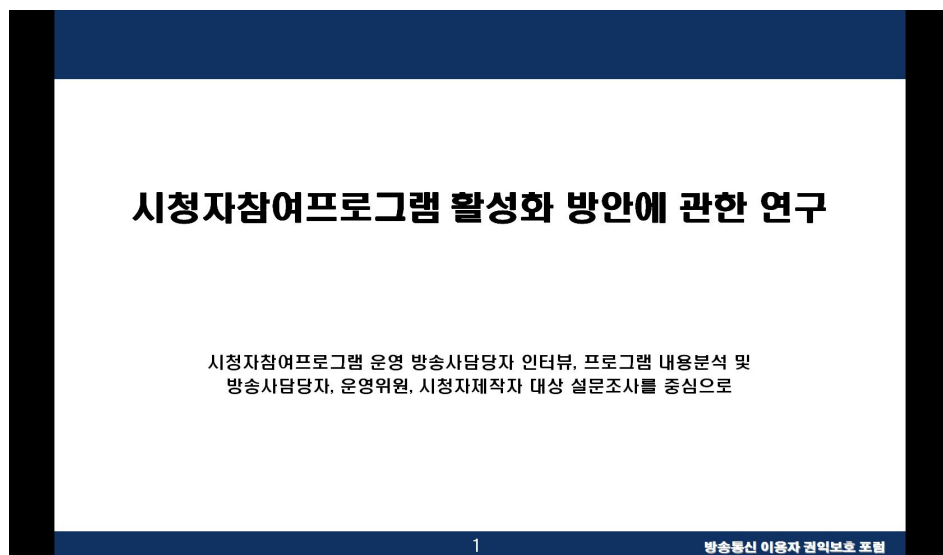 시청자참여프로그램 활성화 방안에 관한 연구
시청자참여프로그램 운영 방송사담당자 인터뷰, 프로그램 내용분석 및
방송사담당자, 운영위원, 시청자제작자 대상 설문조사를 중심으로
1
방송통신 이용자 권익보호 포럼